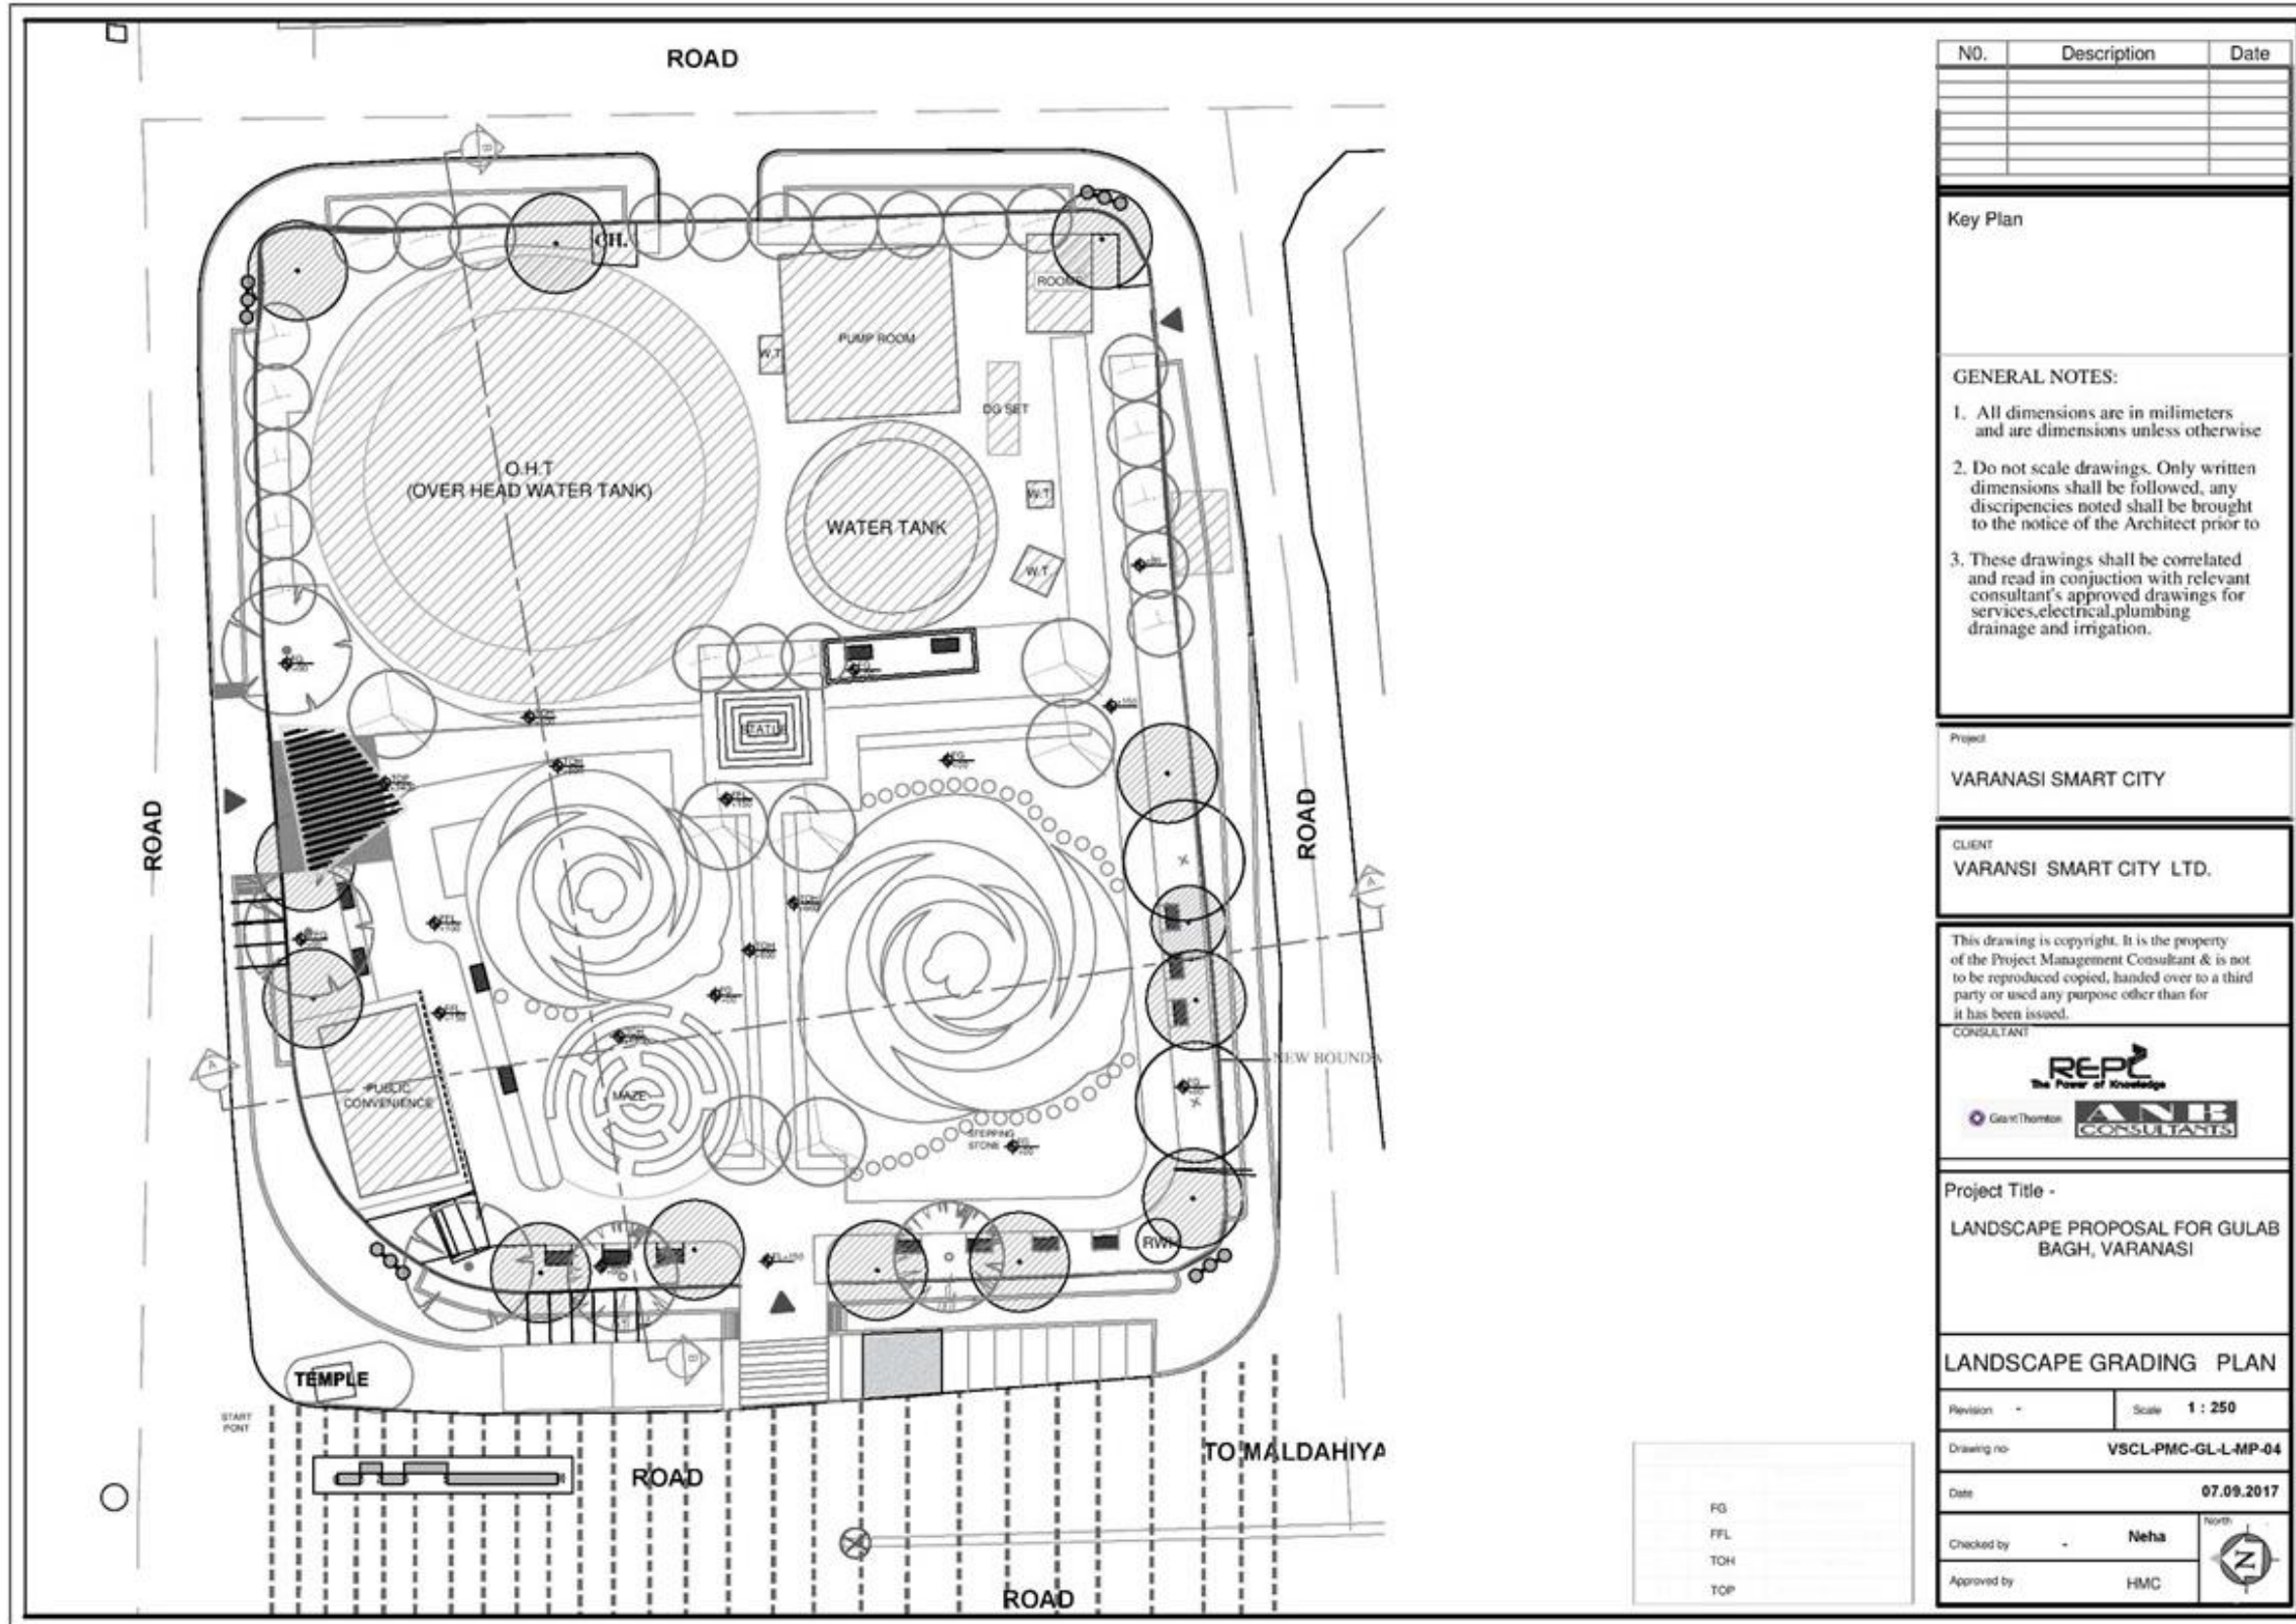 ROAD
B
CH.
ROOMS
PUMP ROOM
W.T
DG SET
O.H.T
(OVER HEAD WATER TANK)
W.T
WATER TANK
W.T.
STATUE
ROAD
ROAD
A
A
NEW BOUNDA
PUBLIC
CONVENIENCE
MAZE
STEPPING
STONE
RWH
B
TEMPLE
START
PONT
ROAD
TO MALDAHIYA
ROAD
FG
FFL
TOH
TOP
N0. Description Date
Key Plan
GENERAL NOTES:
1. All dimensions are in milimeters
and are dimensions unless otherwise
2. Do not scale drawings. Only written
dimensions shall be followed, any
discripencies noted shall be brought
to the notice of the Architect prior to
3. These drawings shall be correlated
and read in conjuction with relevant
consultant's approved drawings for
services,electrical,plumbing
drainage and irrigation.
Project
VARANASI SMART CITY
CLIENT
VARANSI SMART CITY LTD.
This drawing is copyright. It is the property
of the Project Management Consultant & is not
to be reproduced copied, handed over to a third
party or used any purpose other than for
it has been issued.
CONSULTANT
REPL
The Power of Knowledge
GrantThornton
ANB
CONSULTANTS
Project Title -
LANDSCAPE PROPOSAL FOR GULAB
BAGH, VARANASI
LANDSCAPE GRADING PLAN
Revision - Scale 1 : 250
Drawing no- VSCL-PMC-GL-L-MP-04
Date 07.09.2017
Checked by - Neha
North
N
Approved by HMC